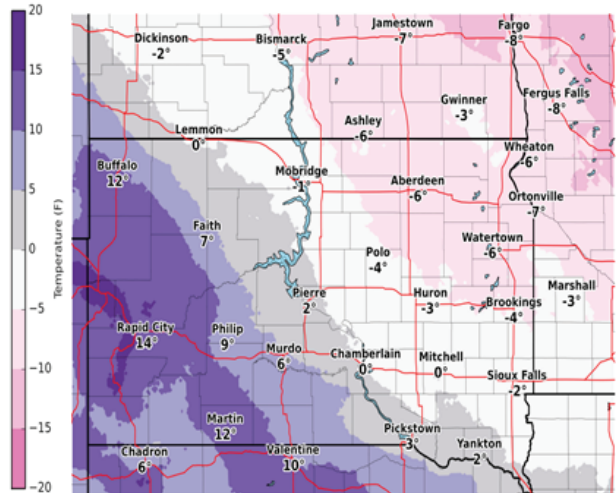 20
15
10
5
0
−5
−10
−15
−20
Temperature (F)
Dickinson
-2°
Bismarck
-5°
Jamestown
-7°
Fargo
-8°
Gwinner
-3°
Fergus Falls
-8°
Ashley
-6°
Lemmon
0°
Wheaton
-6°
Buffalo
12°
Mobridge
-1°
Aberdeen
-6°
Ortonville
-7°
Faith
7°
Watertown
-6°
Polo
-4°
Marshall
-3°
Pierre
2°
Huron
-3°
Brookings
-4°
Rapid City
14°
Philip
9°
Murdo
6°
Chamberlain
0°
Mitchell
0°
Sioux Falls
-2°
Martin
12°
Pickstown
3°
Chadron
6°
Valentine
10°
Yankton
2°